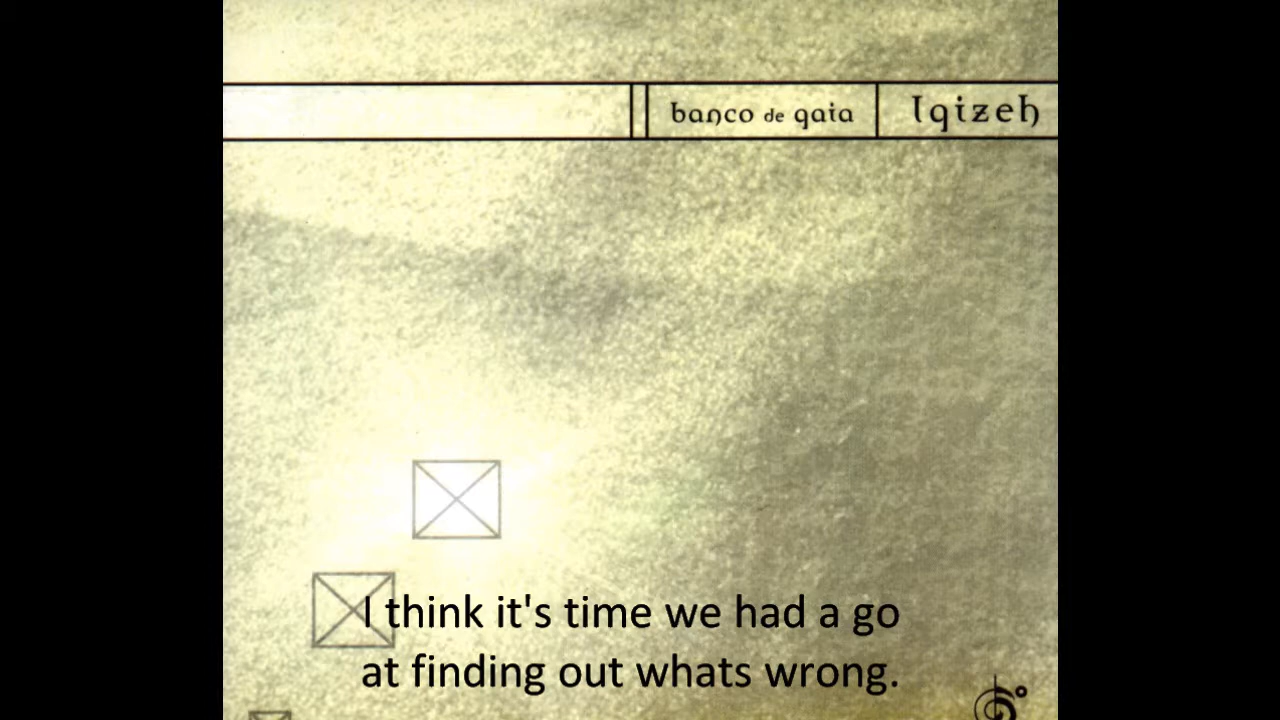 banco de gaia
Igizeh
I think it's time we had a go
at finding out whats wrong.